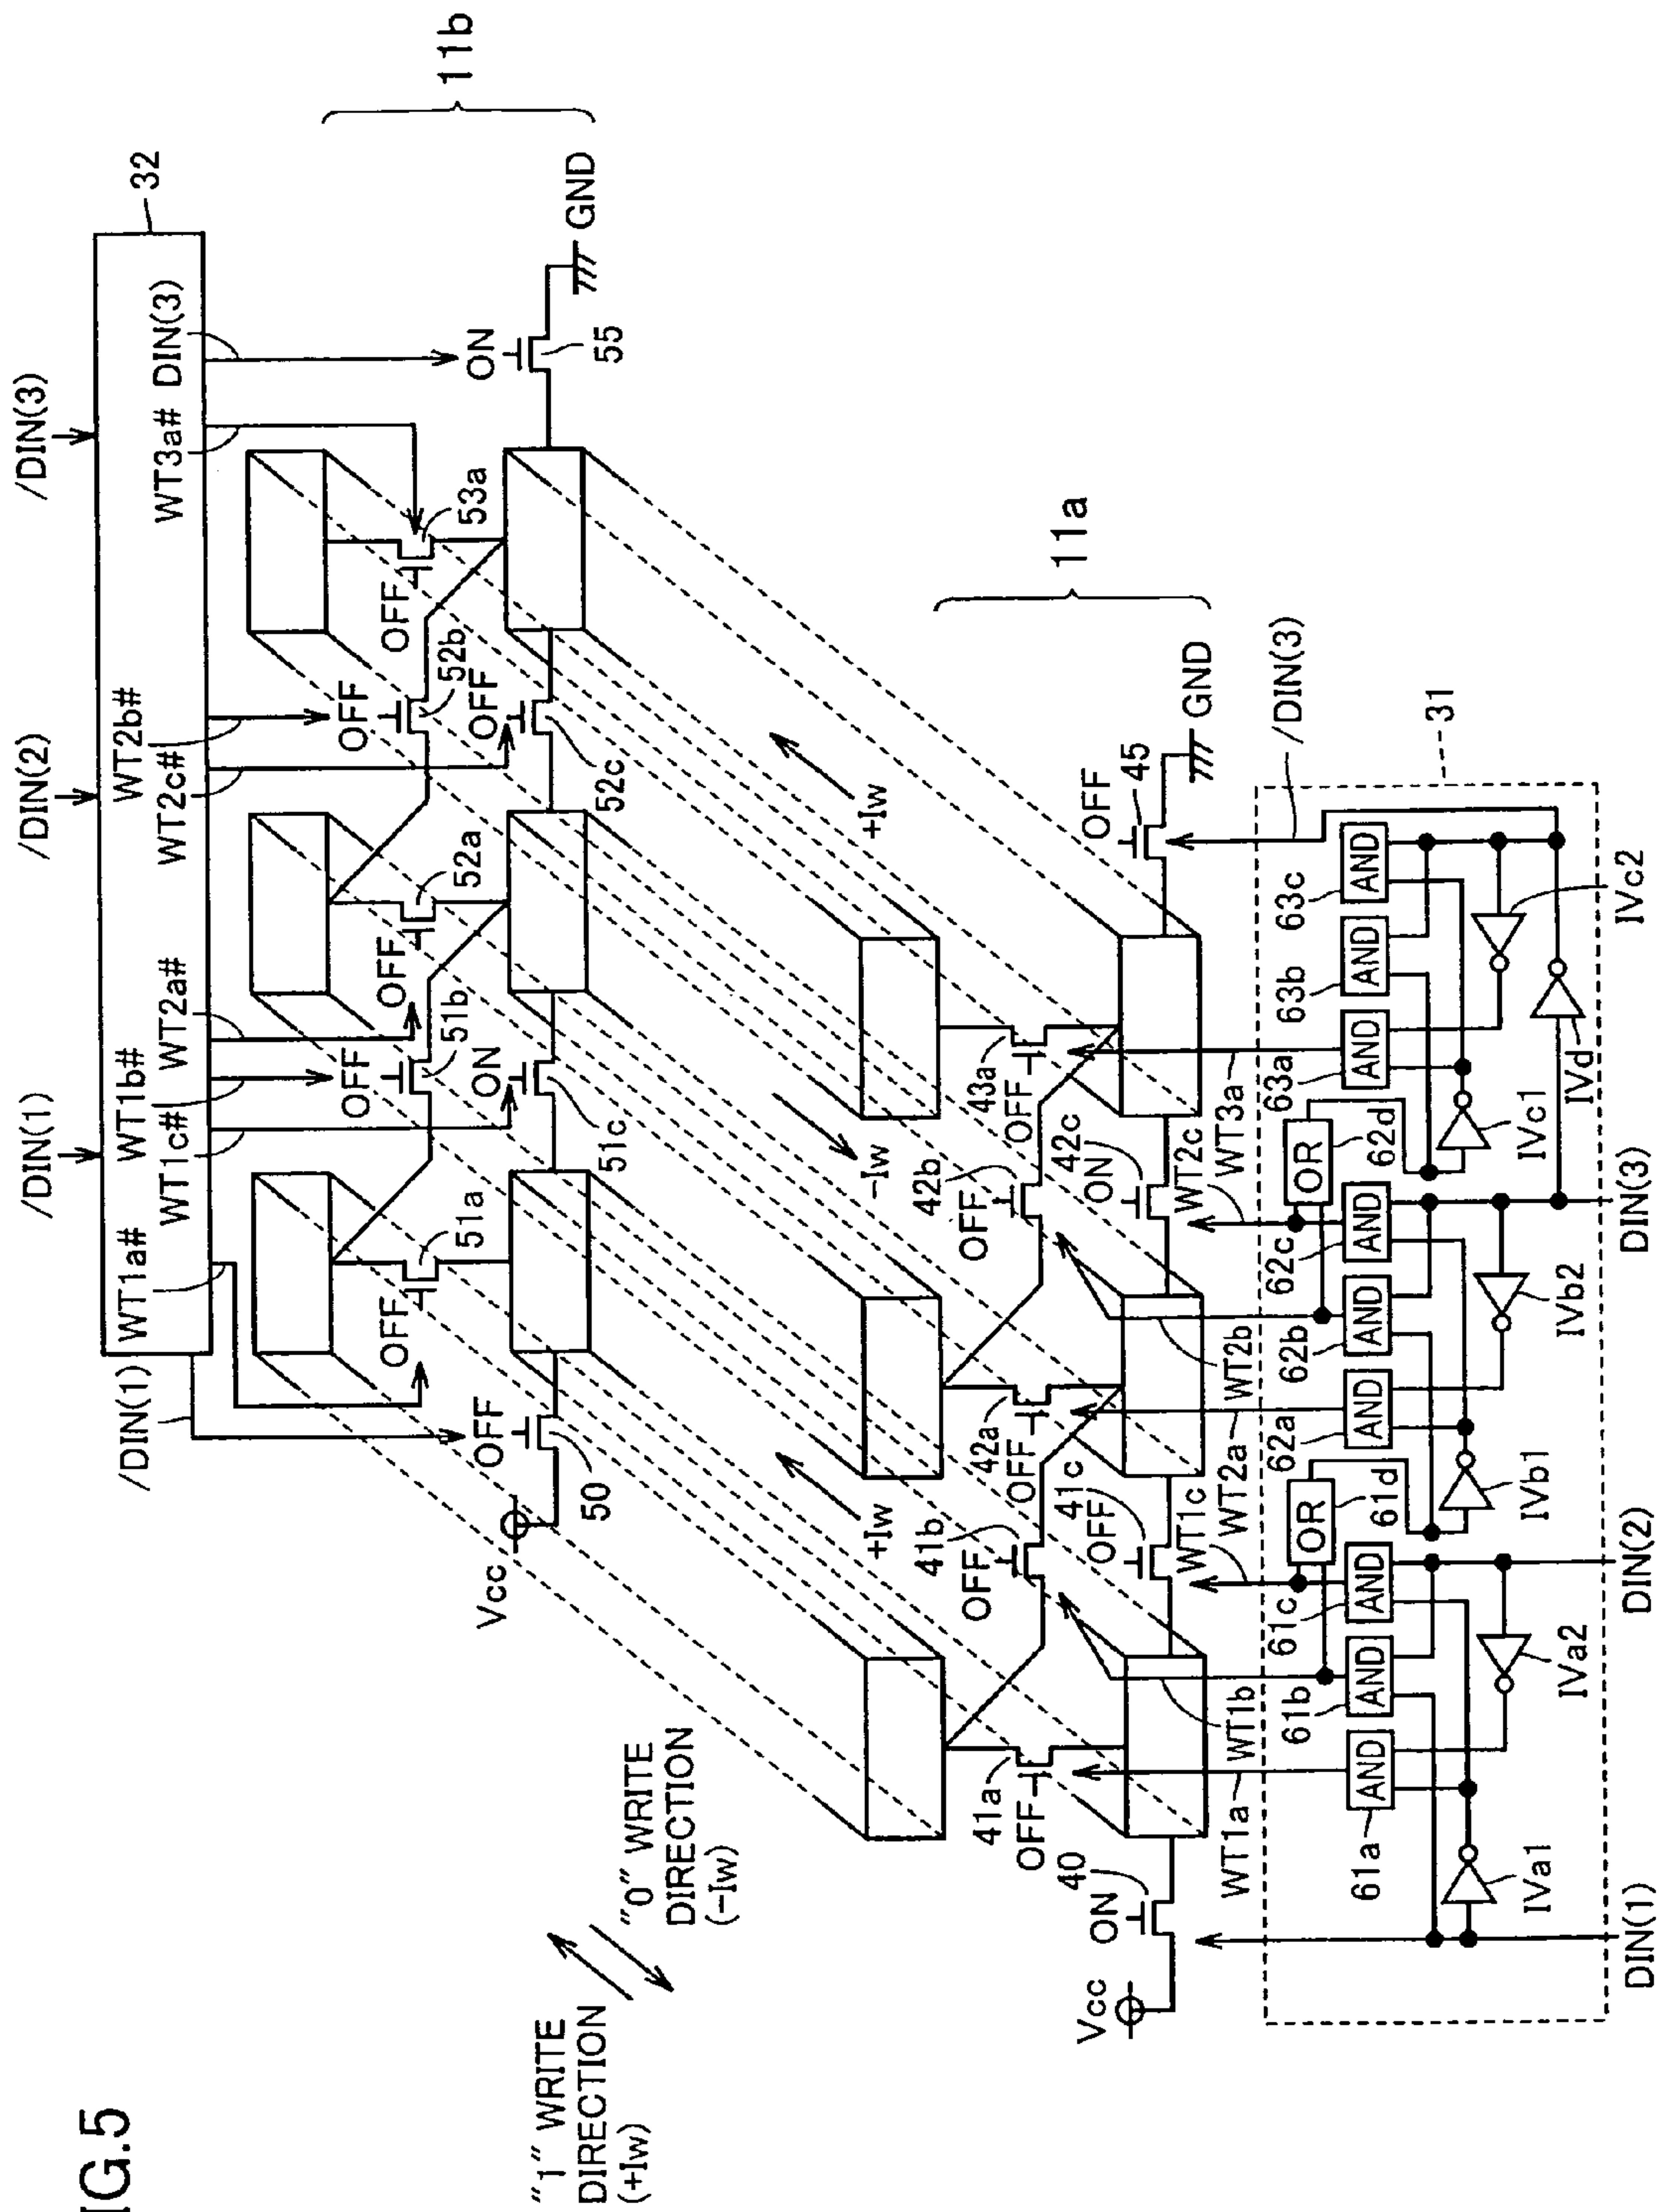 IG.5
"1" WRITE
DIRECTION
(+Iw)
"0" WRITE
DIRECTION
(-Iw)
/DIN(1)
/DIN(2)
/DIN(3)
32
/DIN(1)
WT1a#
WT1c#
WT1b#
WT2a#
WT2c#
WT2b#
WT3a#
DIN(3)
11b
Vcc
OFF
50
OFF
51a
OFF
51b
ON
51c
OFF
52a
OFF
52b
OFF
52c
OFF
53a
ON
55
GND
+Iw
-Iw
+Iw
11a
Vcc
ON
40
OFF
41a
OFF
41b
OFF
41c
OFF
42a
OFF
42b
ON
42c
OFF
43a
OFF
45
GND
WT1a
WT1b
WT1c
WT2a
WT2b
WT2c
WT3a
/DIN(3)
31
61a
AND
61b
AND
61c
AND
OR
61d
62a
AND
62b
AND
62c
AND
OR
62d
63a
AND
63b
AND
63c
AND
IVa1
IVa2
IVb1
IVb2
IVc1
IVd
IVc2
DIN(1)
DIN(2)
DIN(3)